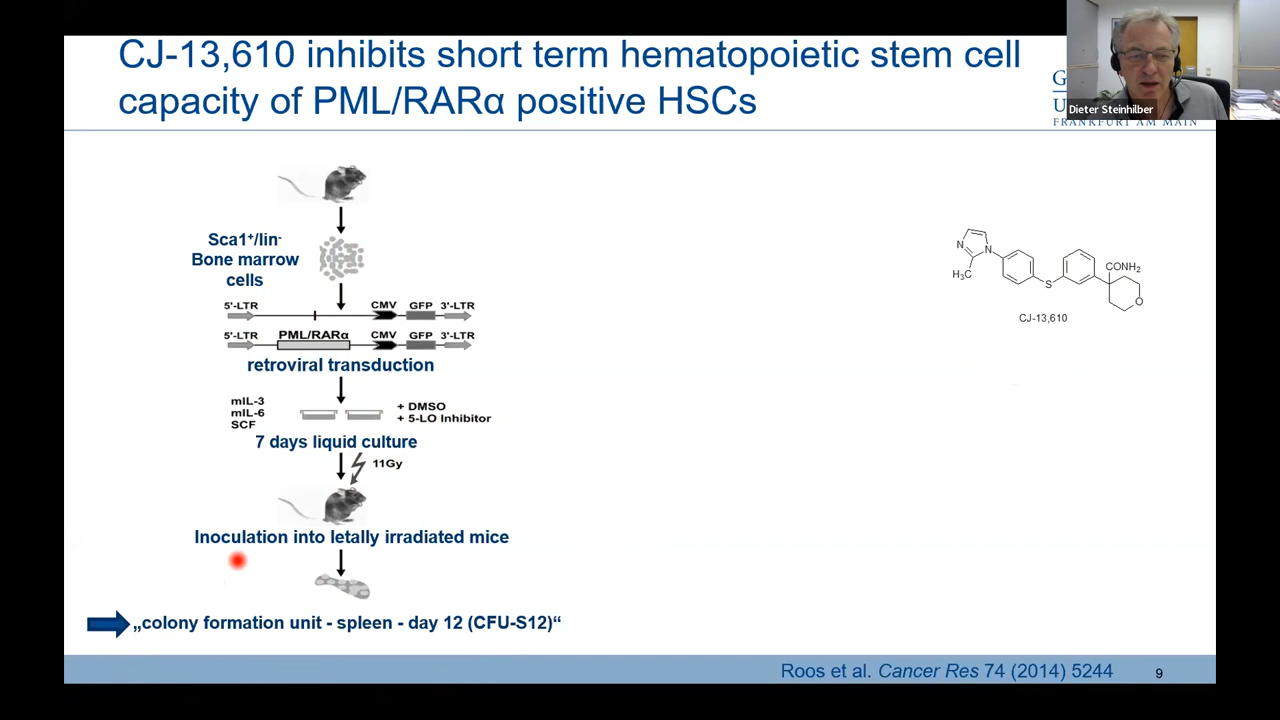 CJ-13,610 inhibits short term hematopoietic stem cell
capacity of PML/RARα positive HSCs
Dieter Steinhilber
FRANKFURT AM MAIN
Sca1⁺/lin⁻
Bone marrow
cells
5'-LTR CMV GFP 3'-LTR
5'-LTR PML/RARα CMV GFP 3'-LTR
retroviral transduction
mIL-3
mIL-6
SCF
+ DMSO
+ 5-LO Inhibitor
7 days liquid culture
11Gy
Inoculation into letally irradiated mice
„colony formation unit - spleen - day 12 (CFU-S12)“
N
N
H₃C
S
CONH₂
O
CJ-13,610
Roos et al. Cancer Res 74 (2014) 5244
9